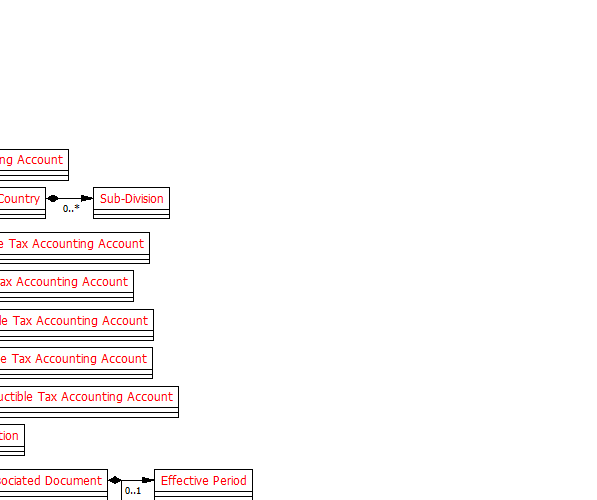 ng Account
Country
Sub-Division
0..*
e Tax Accounting Account
ax Accounting Account
le Tax Accounting Account
e Tax Accounting Account
uctible Tax Accounting Account
tion
sociated Document
Effective Period
0..1